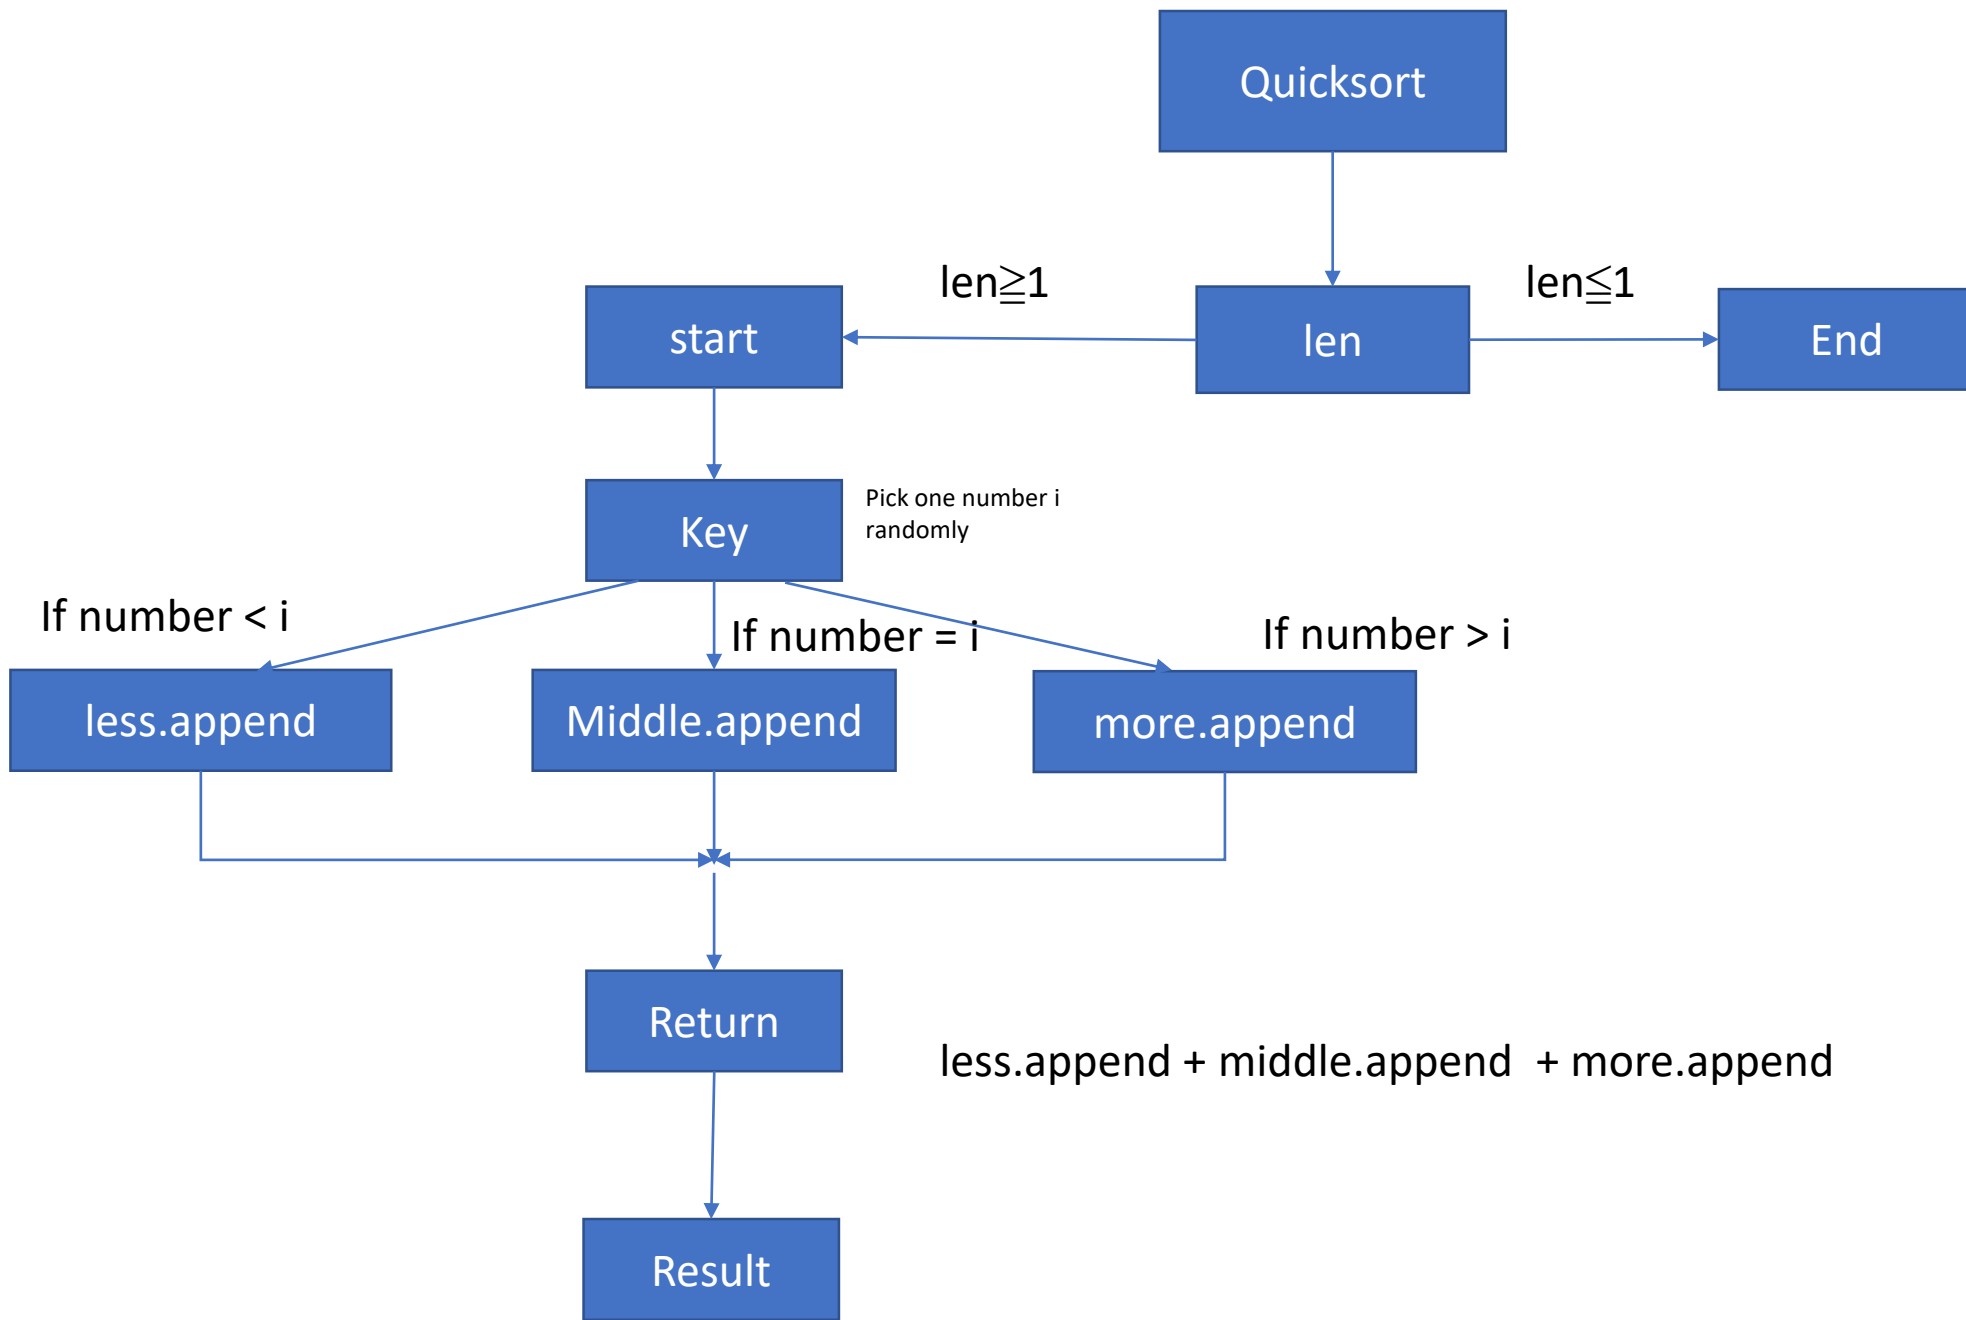 Quicksort
len≧1
len≦1
start
len
End
Key
Pick one number i
randomly
If number < i
If number = i
If number > i
less.append
Middle.append
more.append
Return
less.append + middle.append  + more.append
Result